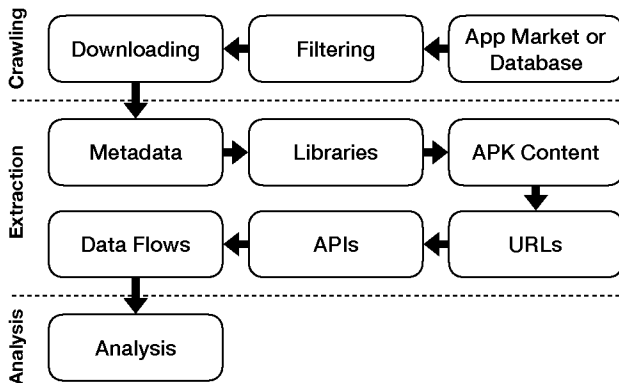 Crawling
Downloading
Filtering
App Market or
Database
Extraction
Metadata
Libraries
APK Content
Data Flows
APIs
URLs
Analysis
Analysis